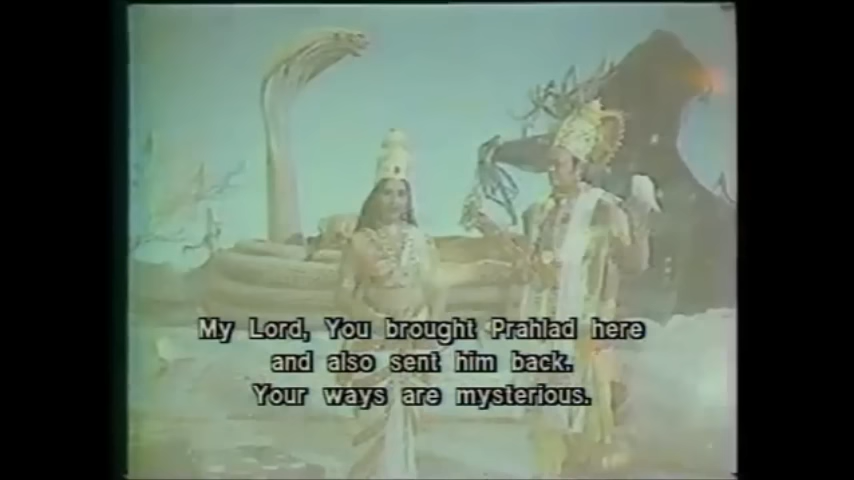 My Lord, You brought Prahlad here
and also sent him back.
Your ways are mysterious.